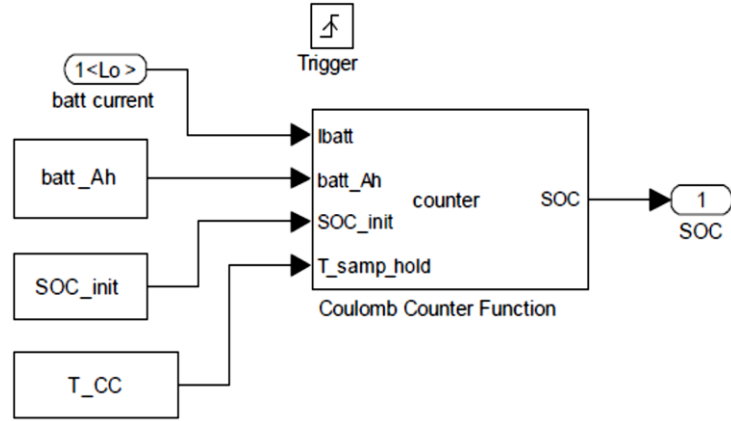 Trigger
1<Lo >
batt current
Ibatt
batt_Ah
batt_Ah
counter
SOC
1
SOC
SOC_init
SOC_init
T_samp_hold
Coulomb Counter Function
T_CC